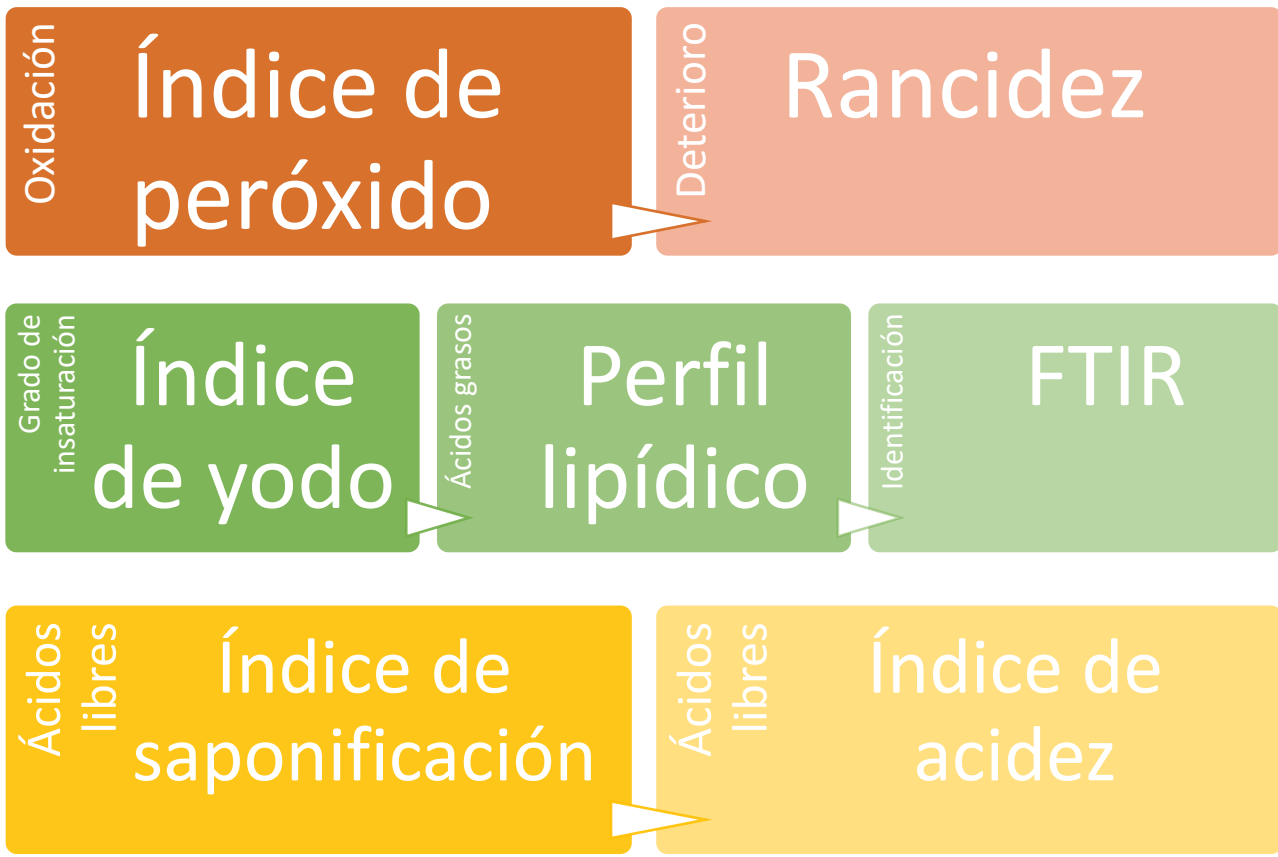 Oxidación
Índice de
peróxido
Deterioro
Rancidez
Grado de
insaturación
Índice
de yodo
Ácidos grasos
Perfil
lipídico
Identificación
FTIR
Ácidos
libres
Índice de
saponificación
Ácidos
libres
Índice de
acidez